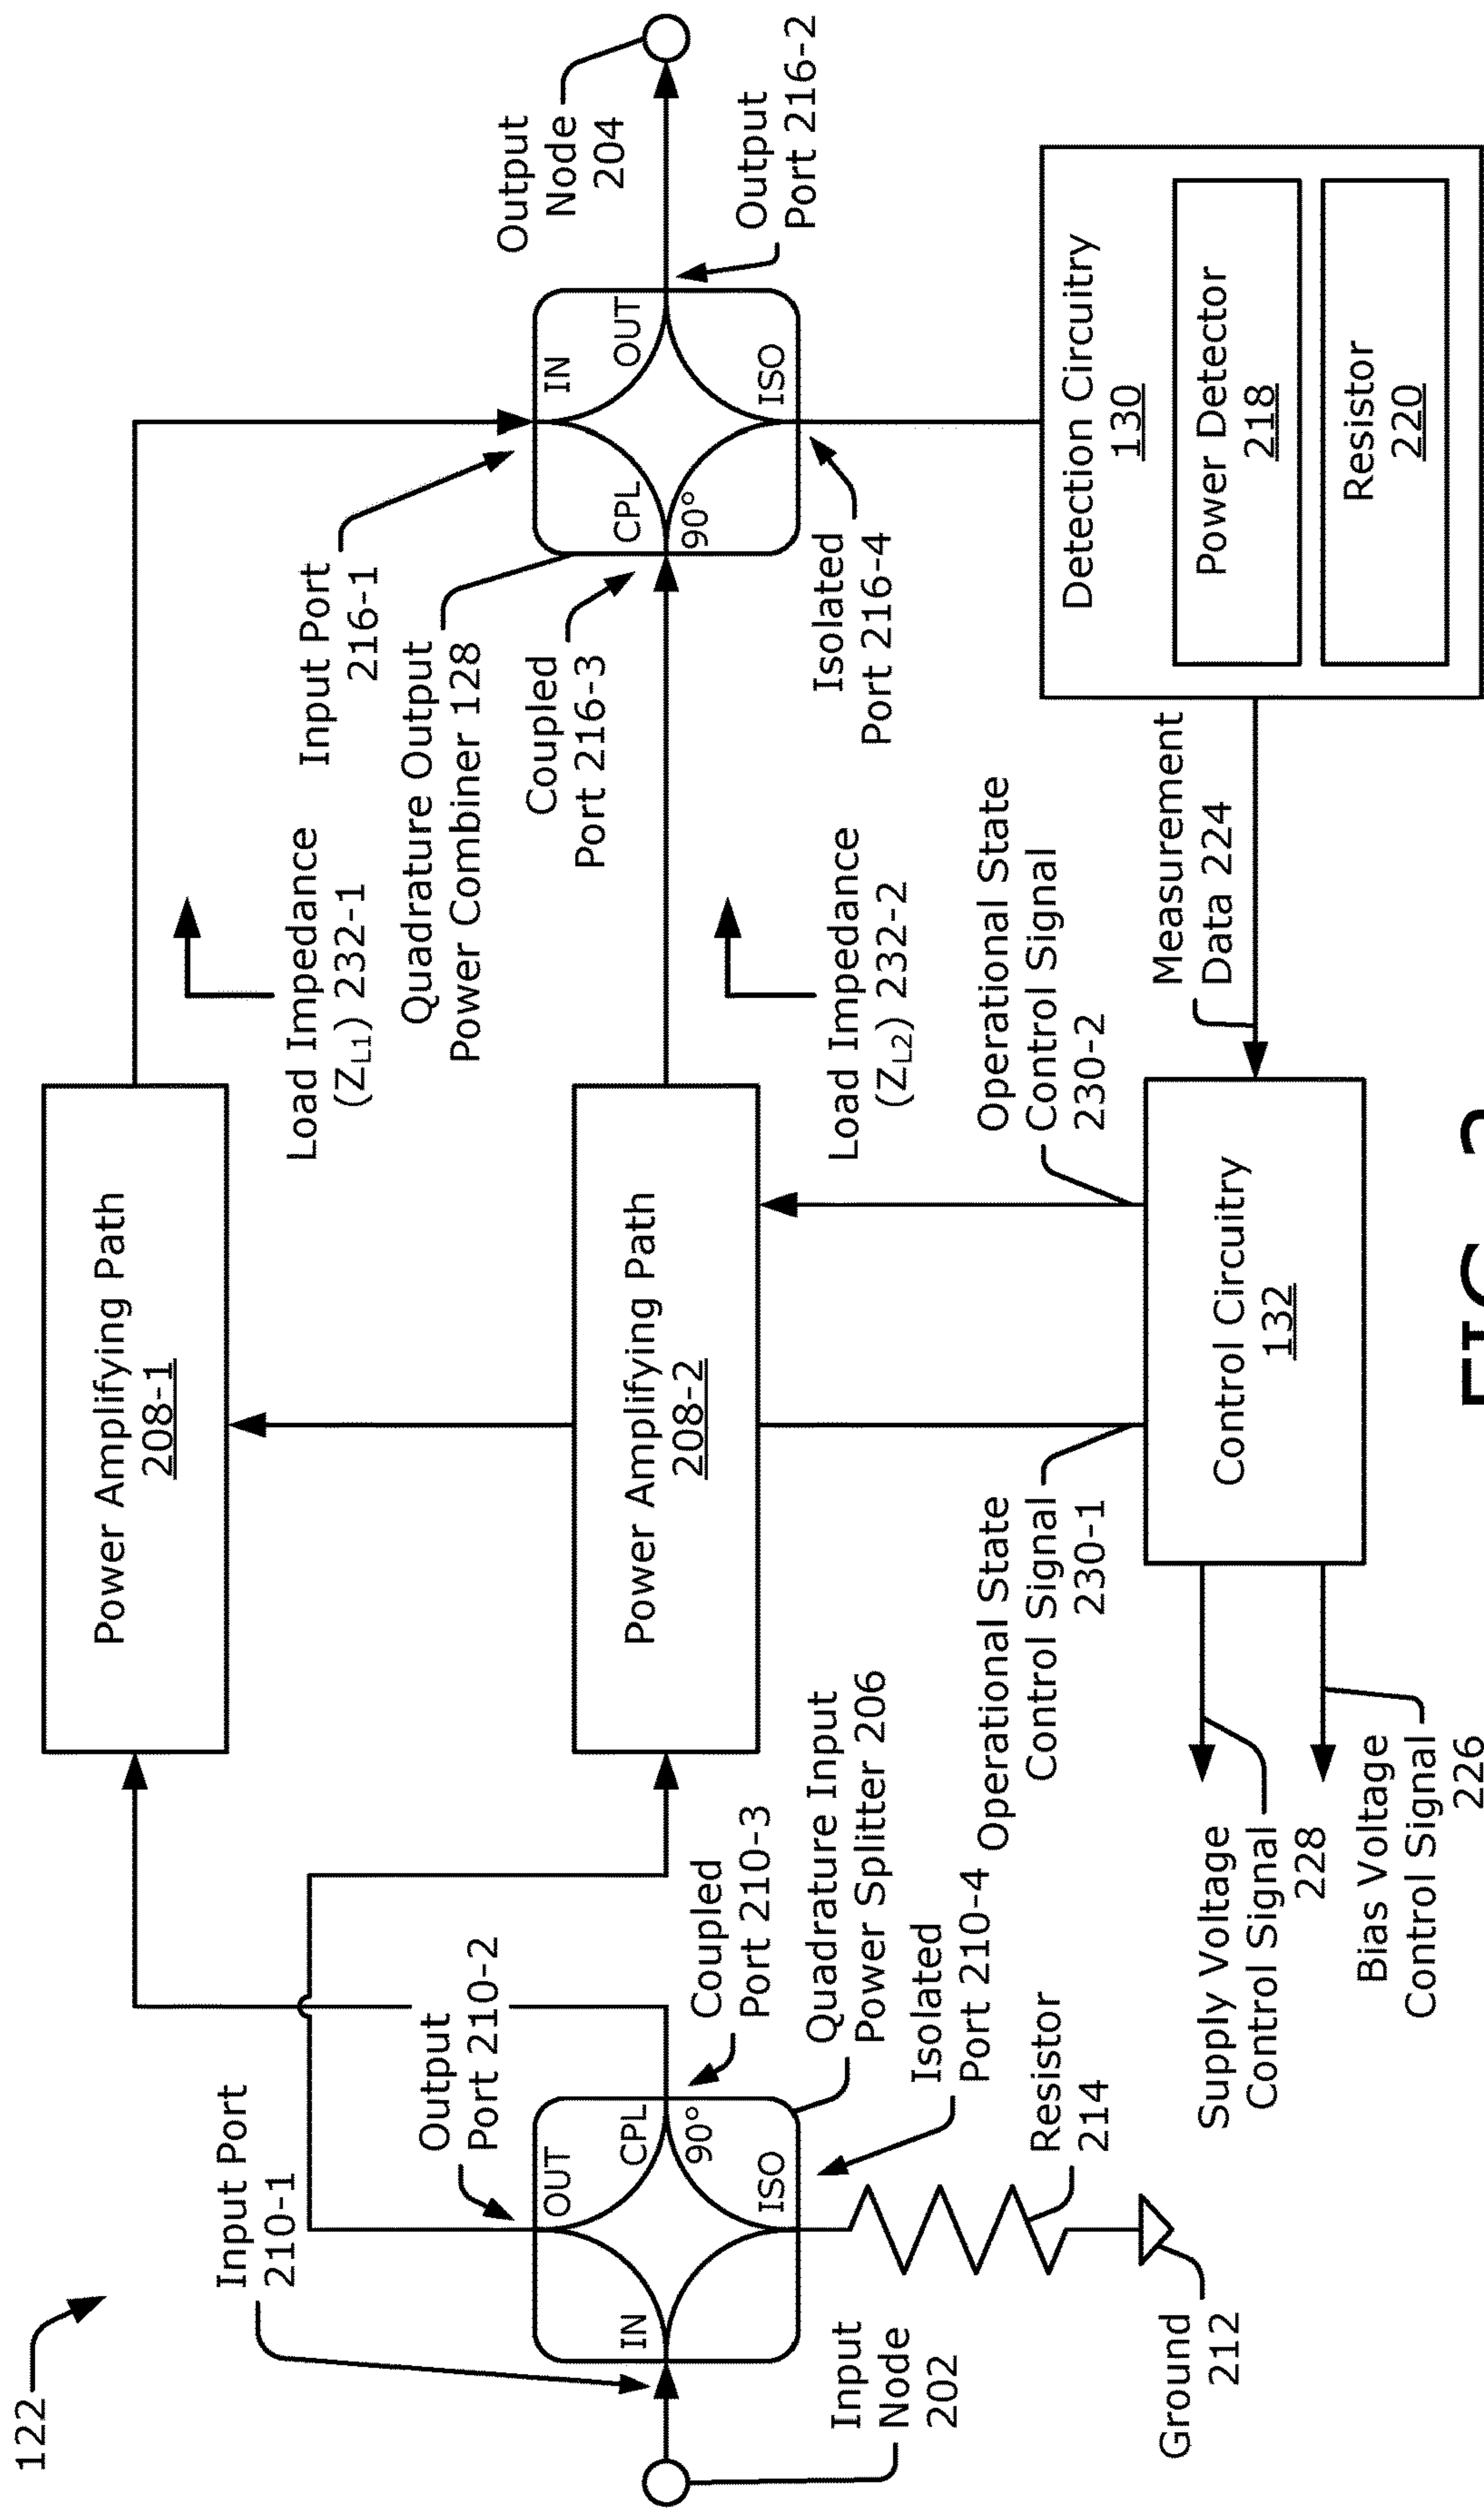 122
Input Port
210-1
Output
Port 210-2
OUT
IN
CPL
90°
ISO
Coupled
Port 210-3
Quadrature Input
Power Splitter 206
Isolated
Port 210-4
Resistor
214
Input
Node
202
Ground
212
Power Amplifying Path
208-1
Power Amplifying Path
208-2
Load Impedance
(ZL1) 232-1
Load Impedance
(ZL2) 232-2
Input Port
216-1
Quadrature Output
Power Combiner 128
Coupled
Port 216-3
IN
CPL
OUT
90°
ISO
Output
Node
204
Output
Port 216-2
Isolated
Port 216-4
Operational State
Control Signal
230-1
Operational State
Control Signal
230-2
Control Circuitry
132
Supply Voltage
Control Signal
228
Bias Voltage
Control Signal
226
Measurement
Data 224
Detection Circuitry
130
Power Detector
218
Resistor
220